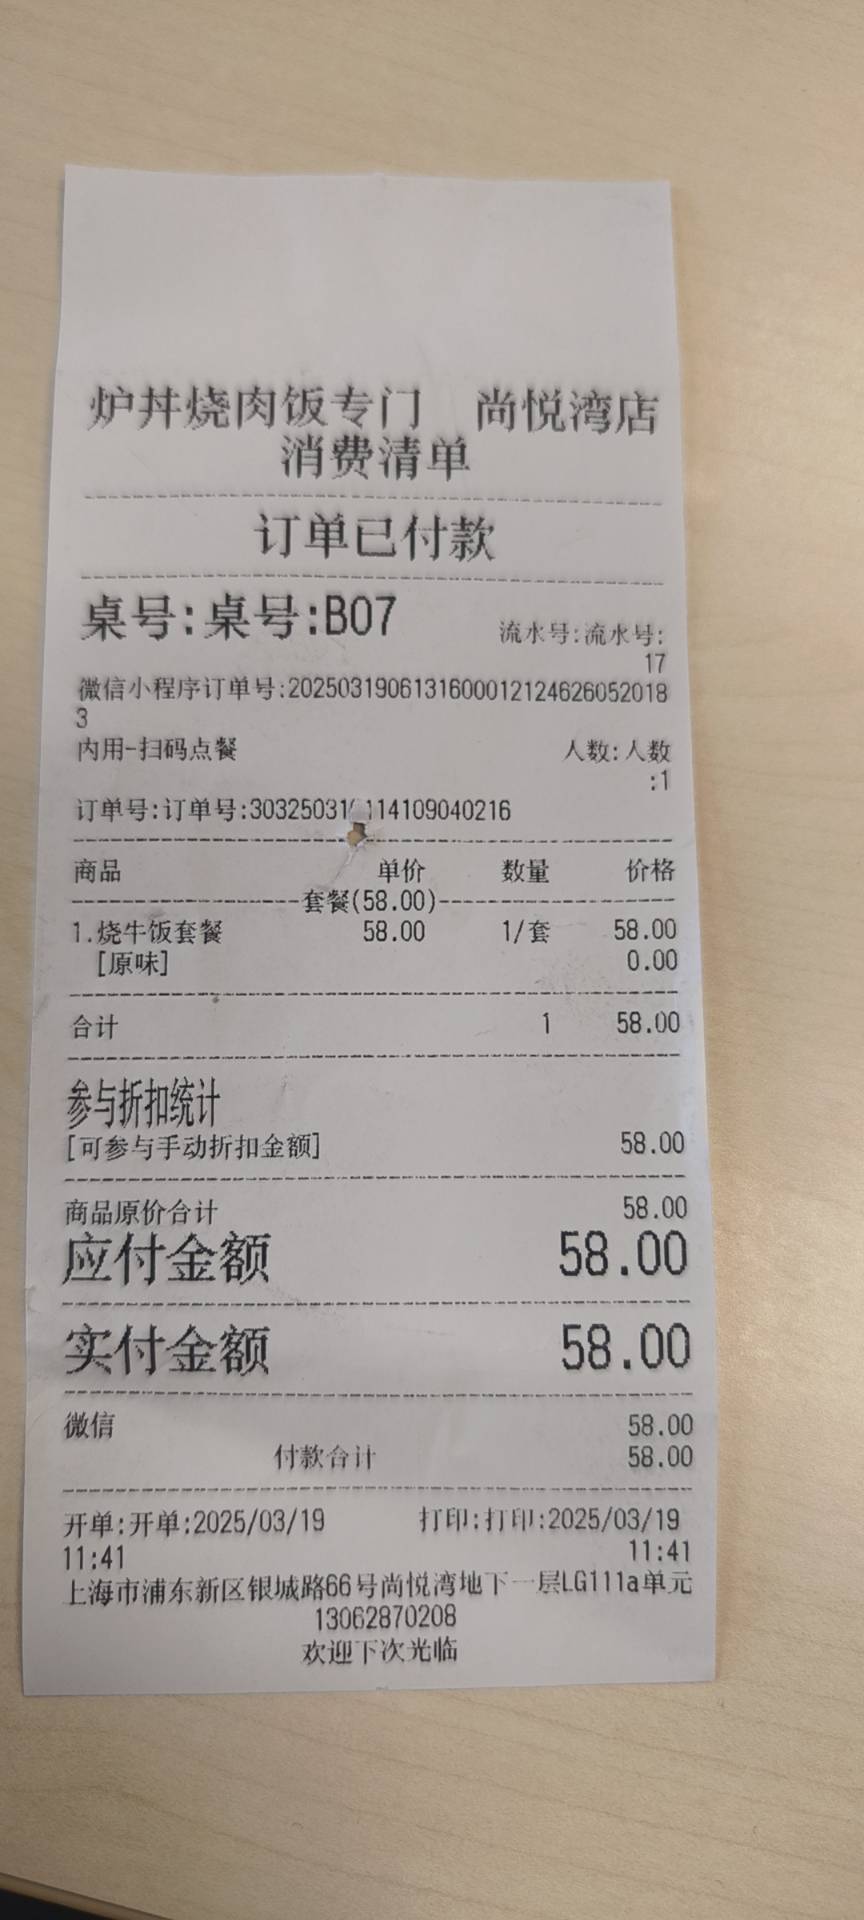 炉丼烧肉饭专门 尚悦湾店
消费清单
订单已付款
桌号:桌号:B07
流水号:流水号:
17
微信小程序订单号:2025031906131600012124626052018
3
内用-扫码点餐 人数:人数
:1
订单号:订单号:
商品 单价 数量 价格
套餐(58.00)
1.烧牛饭套餐 58.00 1/套 58.00
[原味] 0.00
合计 1 58.00
参与折扣统计
[可参与手动折扣金额] 58.00
商品原价合计 58.00
应付金额 58.00
实付金额 58.00
微信 58.00
付款合计 58.00
开单:开单:2025/03/19 打印:打印:2025/03/19
11:41 11:41
上海市浦东新区银城路66号尚悦湾地下一层LG111a单元
13062870208
欢迎下次光临